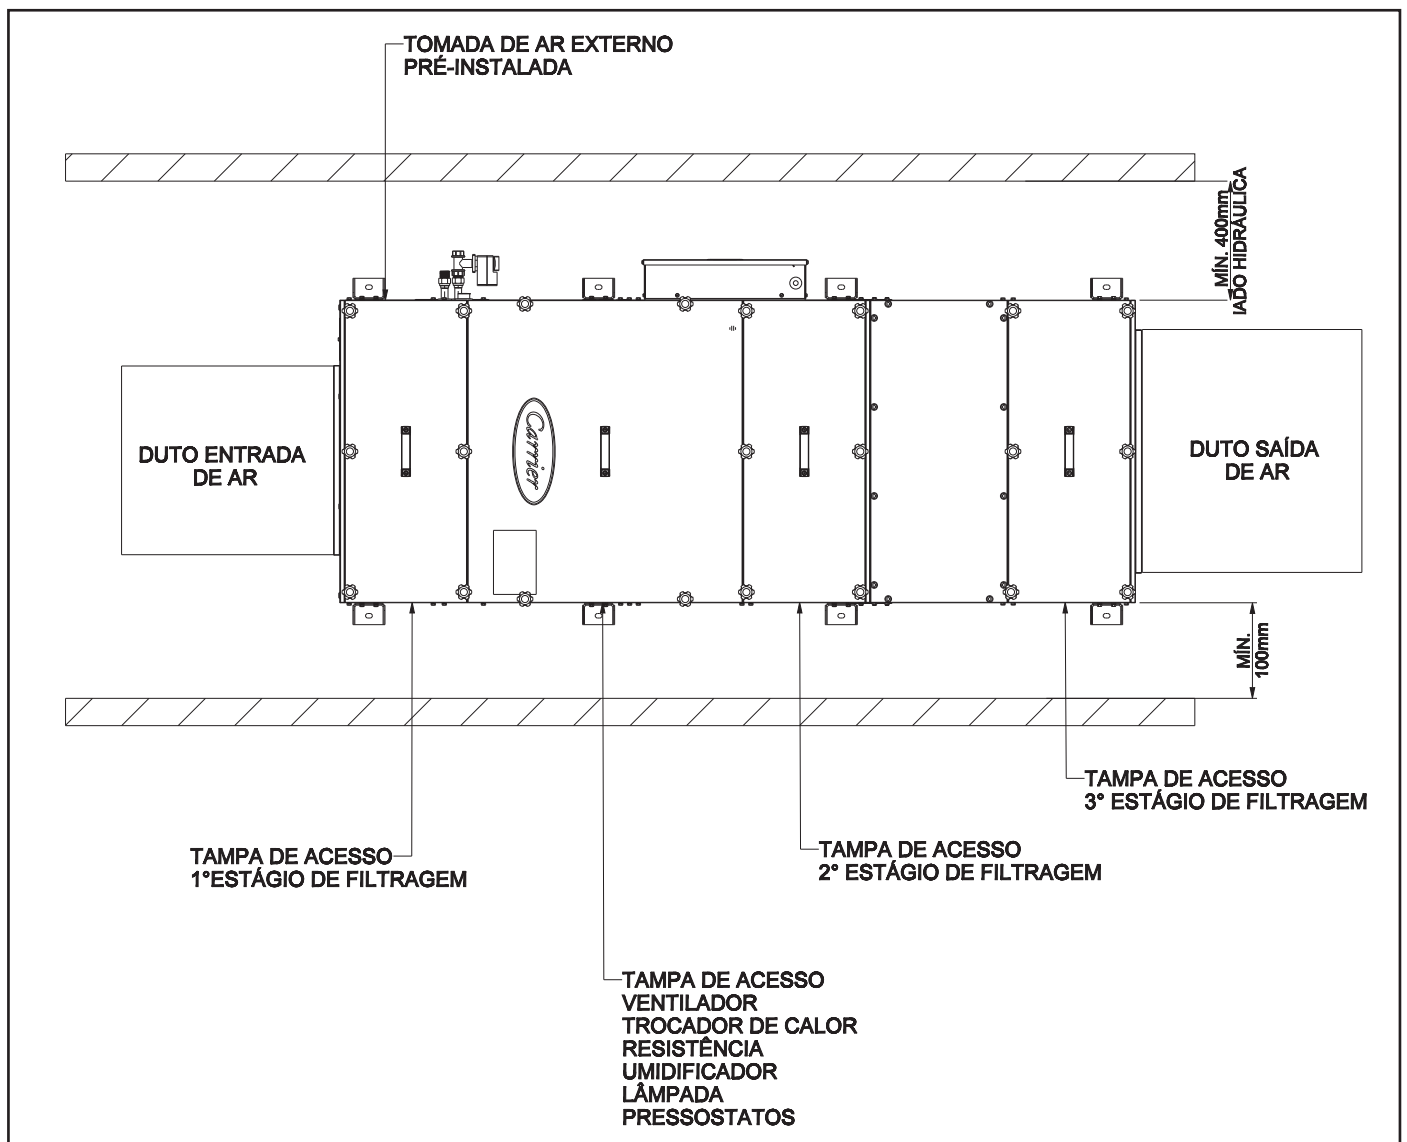 TOMADA DE AR EXTERNO
PRÉ-INSTALADA
MÍN. 400mm
lADO HIDRÁULICA
DUTO ENTRADA
DE AR
Carrier
DUTO SAÍDA
DE AR
MÍN.
100mm
TAMPA DE ACESSO
3° ESTÁGIO DE FILTRAGEM
TAMPA DE ACESSO
1°ESTÁGIO DE FILTRAGEM
TAMPA DE ACESSO
2° ESTÁGIO DE FILTRAGEM
TAMPA DE ACESSO
VENTILADOR
TROCADOR DE CALOR
RESISTÊNCIA
UMIDIFICADOR
LÂMPADA
PRESSOSTATOS